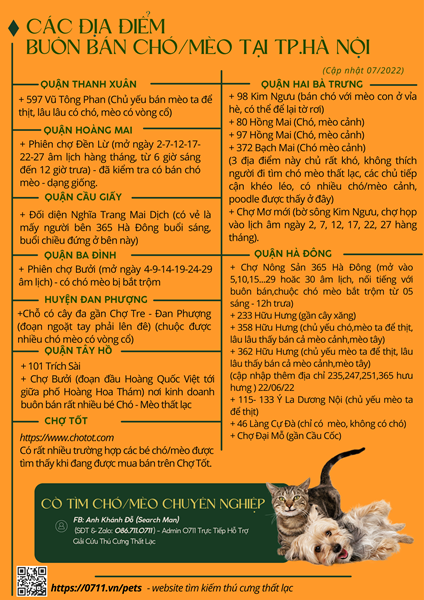 CÁC ĐỊA ĐIỂM
BUÔN BÁN CHÓ/MÈO TẠI TP.HÀ NỘI
(Cập nhật 07/2022)
QUẬN THANH XUÂN
+ 597 Vũ Tông Phan (Chủ yếu bán mèo ta để
thịt, lâu lâu có chó, mèo có vòng cổ)
QUẬN HOÀNG MAI
+ Phiên chợ Đền Lừ (mở ngày 2-7-12-17-
22-27 âm lịch hàng tháng, từ 6 giờ sáng
đến 12 giờ trưa) - đã kiểm tra có bán chó
mèo - dạng giống.
QUẬN CẦU GIẤY
+ Đối diện Nghĩa Trang Mai Dịch (có vẻ là
mấy người bên 365 Hà Đông buổi sáng,
buổi chiều đứng ở bên này)
QUẬN BA ĐÌNH
+ Phiên chợ Bưởi (mở ngày 4-9-14-19-24-29
âm lịch) - có chó mèo bị bắt trộm
HUYỆN ĐAN PHƯỢNG
+Chỗ có cây đa gần Chợ Tre - Đan Phượng
(đoạn ngoặt tay phải lên đê) (chuộc được
nhiều chó mèo có vòng cổ)
QUẬN TÂY HỒ
+ 101 Trích Sài
+ Chợ Bưởi (đoạn đầu Hoàng Quốc Việt tới
giữa phố Hoàng Hoa Thám) nơi kinh doanh
buôn bán rất nhiều bé Chó - Mèo thất lạc
CHỢ TỐT
https://www.chotot.com
Có rất nhiều trường hợp các bé chó/mèo được
tìm thấy khi đang được mua bán trên Chợ Tốt.
QUẬN HAI BÀ TRƯNG
+ 98 Kim Ngưu (bán chó với mèo con ở vỉa
hè, có thể để lại tờ rơi)
+ 80 Hồng Mai (Chó, mèo cảnh)
+ 97 Hồng Mai (Chó, mèo cảnh)
+ 372 Bạch Mai (Chó mèo cảnh)
(3 địa điểm này chủ rất khó, không thích
người đi tìm chó mèo thất lạc, các chủ tiếp
cận khéo léo, có nhiều chó/mèo cảnh,
poodle được thấy ở đây)
+ Chợ Mơ mới (bờ sông Kim Ngưu, chợ họp
vào lịch âm ngày 2, 7, 12, 17, 22, 27 hàng
tháng).
QUẬN HÀ ĐÔNG
+ Chợ Nông Sản 365 Hà Đông (mở vào
5,10,15...29 hoặc 30 âm lịch, nổi tiếng với
buôn bán,chuộc chó mèo bắt trộm từ 05
sáng - 12h trưa)
+ 233 Hữu Hưng (gần cây xăng)
+ 358 Hữu Hưng (chủ yếu chó,mèo ta để thịt,
lâu lâu thấy bán cả mèo cảnh,mèo tây)
+ 362 Hữu Hưng (chủ yếu mèo ta để thịt, lâu
lâu thấy bán cả mèo cảnh,mèo tây)
(cập nhập thêm địa chỉ 235,247,251,365 hưu
hưng ) 22/06/22
+ 115- 133 Ỷ La Dương Nội (chủ yếu mèo ta
để thịt)
+ 46 Làng Cự Đà (chỉ có mèo, không có chó)
+ Chợ Đại Mỗ (gần Cầu Cốc)
CÒ TÌM CHÓ/MÈO CHUYÊN NGHIỆP
FB: Anh Khánh Đỗ (Search Man)
(SĐT & Zalo: 086.711.0711) - Admin 0711 Trực Tiếp Hỗ Trợ
Giải Cứu Thú Cưng Thất Lạc
https://0711.vn/pets - website tìm kiếm thú cưng thất lạc